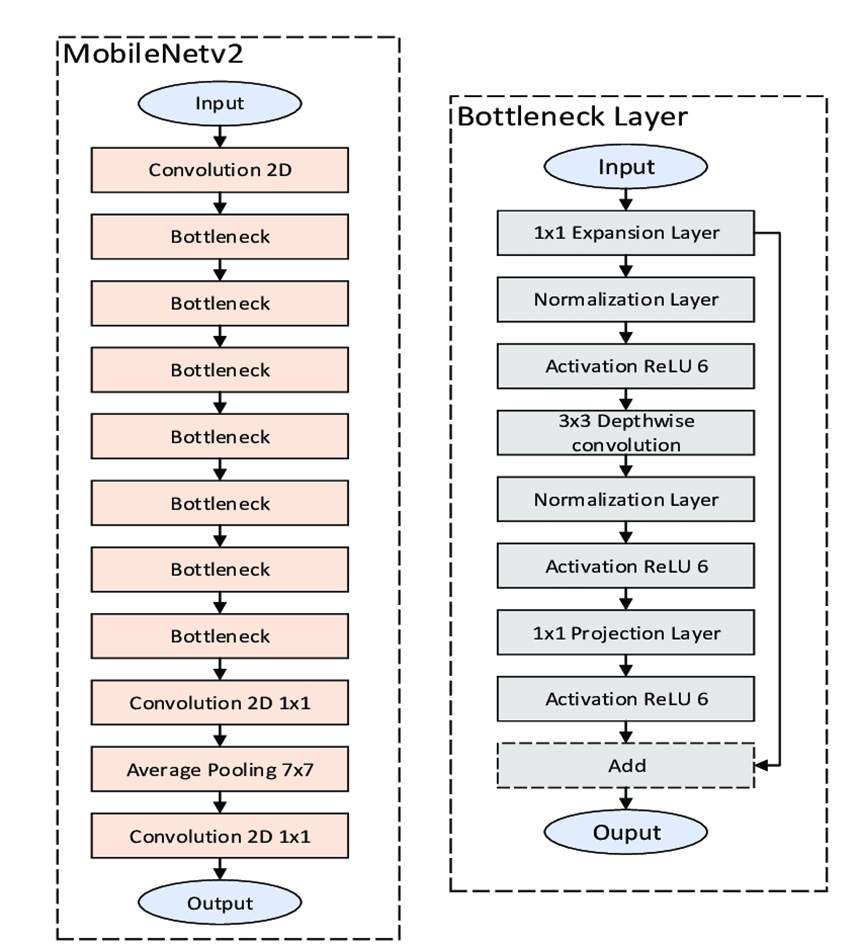 MobileNetv2
Input
Convolution 2D
Bottleneck
Bottleneck
Bottleneck
Bottleneck
Bottleneck
Bottleneck
Bottleneck
Convolution 2D 1x1
Average Pooling 7x7
Convolution 2D 1x1
Output
Bottleneck Layer
Input
1x1 Expansion Layer
Normalization Layer
Activation ReLU 6
3x3 Depthwise
convolution
Normalization Layer
Activation ReLU 6
1x1 Projection Layer
Activation ReLU 6
Add
Ouput